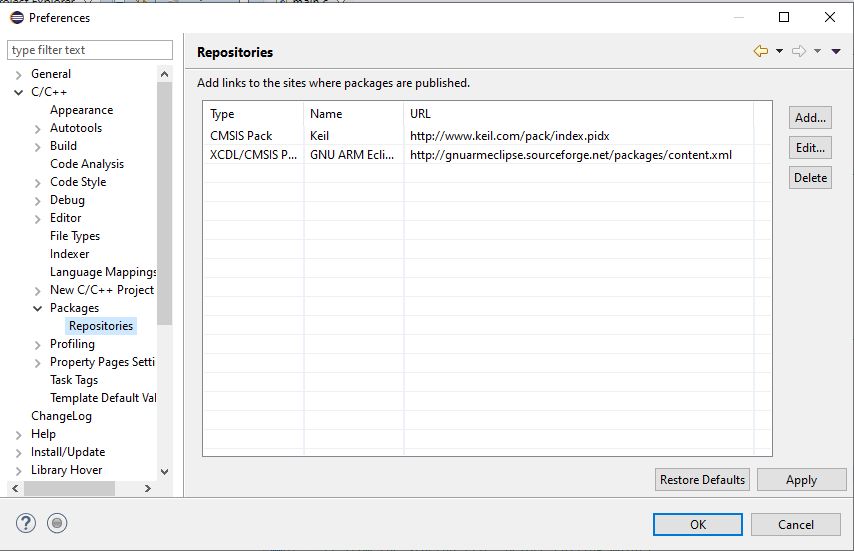 Preferences
type filter text
General
C/C++
Appearance
Autotools
Build
Code Analysis
Code Style
Debug
Editor
File Types
Indexer
Language Mappings
New C/C++ Project
Packages
Repositories
Profiling
Property Pages Setti
Task Tags
Template Default Val
ChangeLog
Help
Install/Update
Library Hover
Repositories
Add links to the sites where packages are published.
Type Name URL
CMSIS Pack Keil http://www.keil.com/pack/index.pidx
XCDL/CMSIS P... GNU ARM Ecli... http://gnuarmeclipse.sourceforge.net/packages/content.xml
Add...
Edit...
Delete
Restore Defaults Apply
? OK Cancel